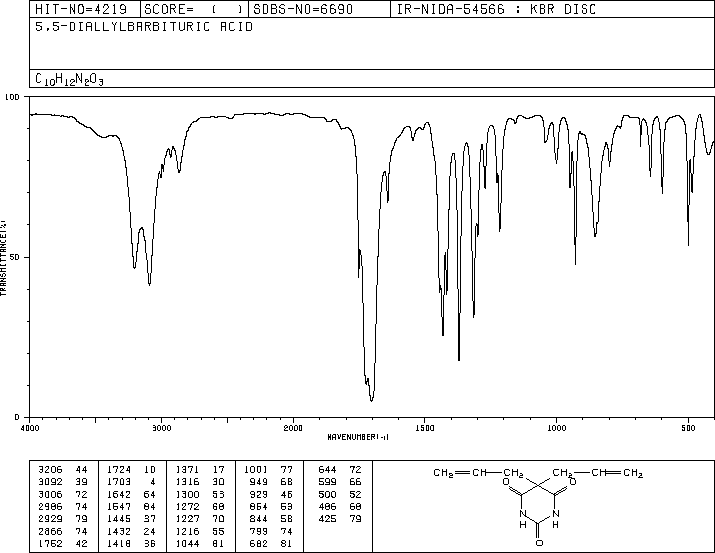 HIT-NO=4219 SCORE= ( ) SDBS-NO=6690 IR-NIDA-54566 : KBR DISC
5,5-DIALLYLBARBITURIC ACID
C10H12N2O3
100
50
0
TRANSMITTANCE(%)
4000 3000 2000 1500 1000 500
WAVENUMBER(-1)
3206 44 1724 10 1371 17 1001 77 644 72
3092 39 1703 4 1316 30 949 68 599 66
3006 72 1642 64 1300 53 929 46 500 52
2986 74 1547 84 1272 68 854 53 486 68
2929 79 1445 37 1227 70 844 58 425 79
2866 74 1432 24 1216 55 799 74
1752 42 1418 36 1044 81 682 81
CH2 CH CH2 CH2 CH CH2
O O
N N
H H
O